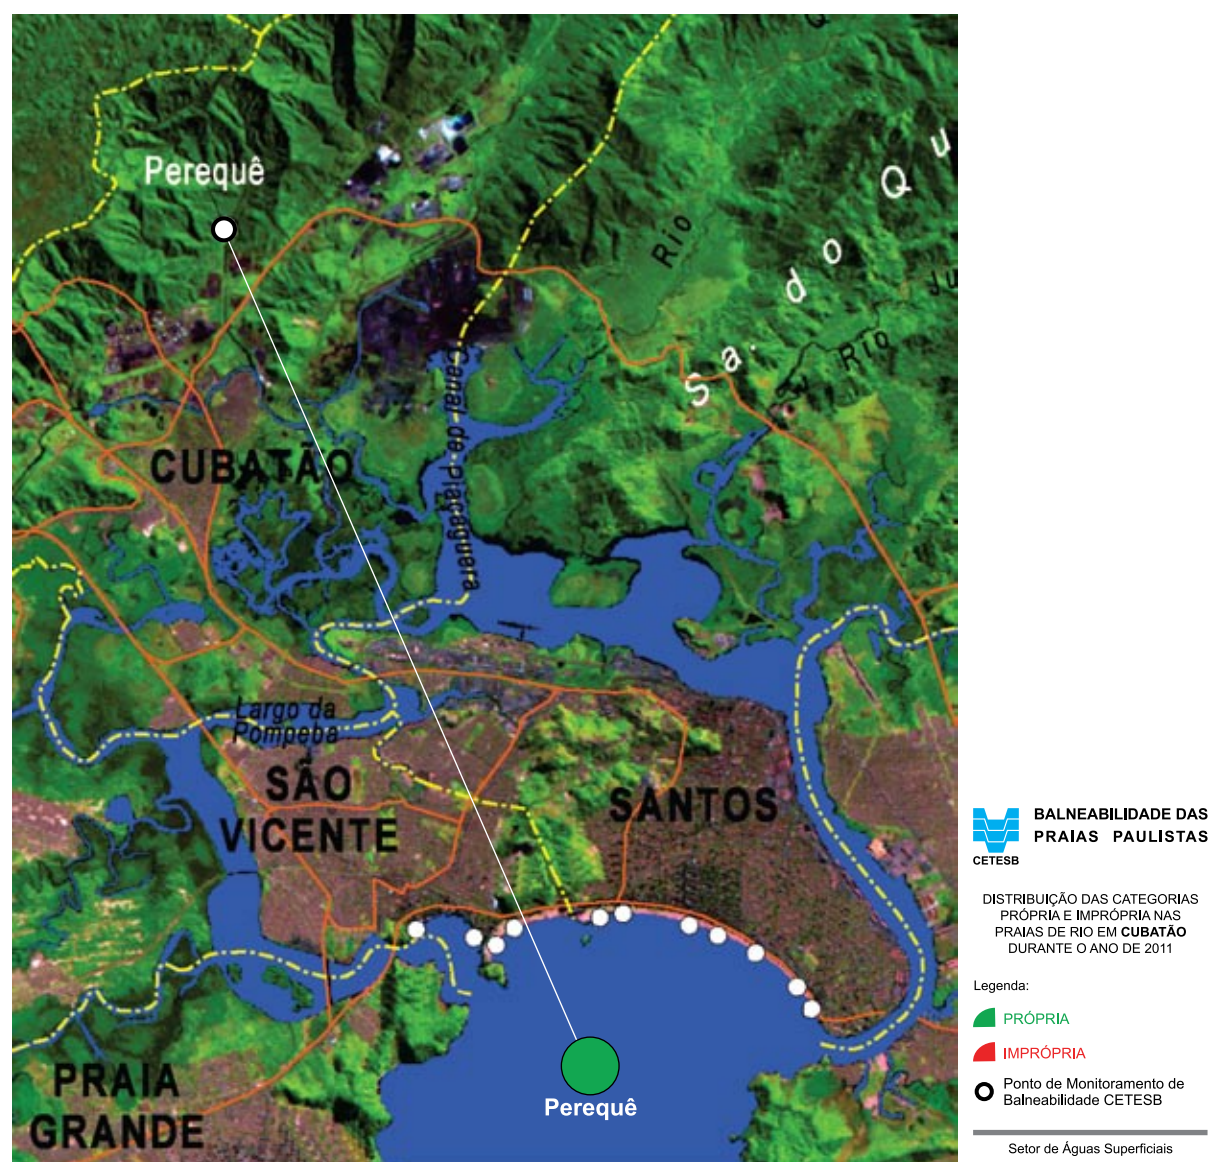 Perequê
Q u
S a . d o
Rio
Rio Ju
Canal de Piaçaguera
CUBATÃO
Largo da
Pompeba
SÃO
VICENTE
SANTOS
PRAIA
GRANDE
Perequê
CETESB
BALNEABILIDADE DAS
PRAIAS PAULISTAS
DISTRIBUIÇÃO DAS CATEGORIAS
PRÓPRIA E IMPRÓPRIA NAS
PRAIAS DE RIO EM CUBATÃO
DURANTE O ANO DE 2011
Legenda:
PRÓPRIA
IMPRÓPRIA
Ponto de Monitoramento de
Balneabilidade CETESB
Setor de Águas Superficiais